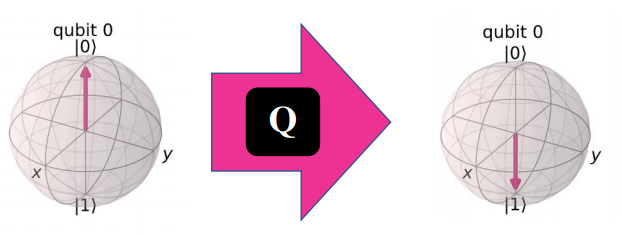 qubit 0
|0⟩
x
y
|1⟩
Q
qubit 0
|0⟩
x
y
|1⟩